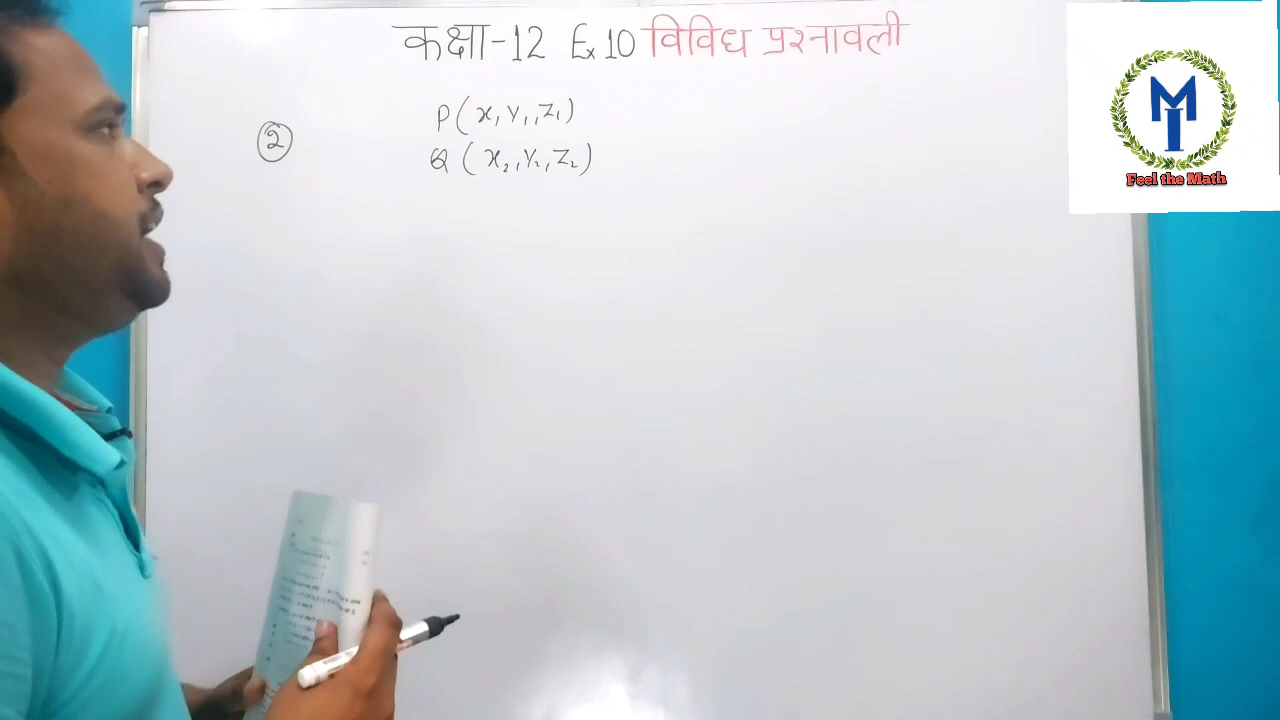 कक्षा-12 Ex 10 विविध प्रश्नावली
② P(x₁,y₁,z₁)
Q(x₂,y₂,z₂)
MI
Feel the Math